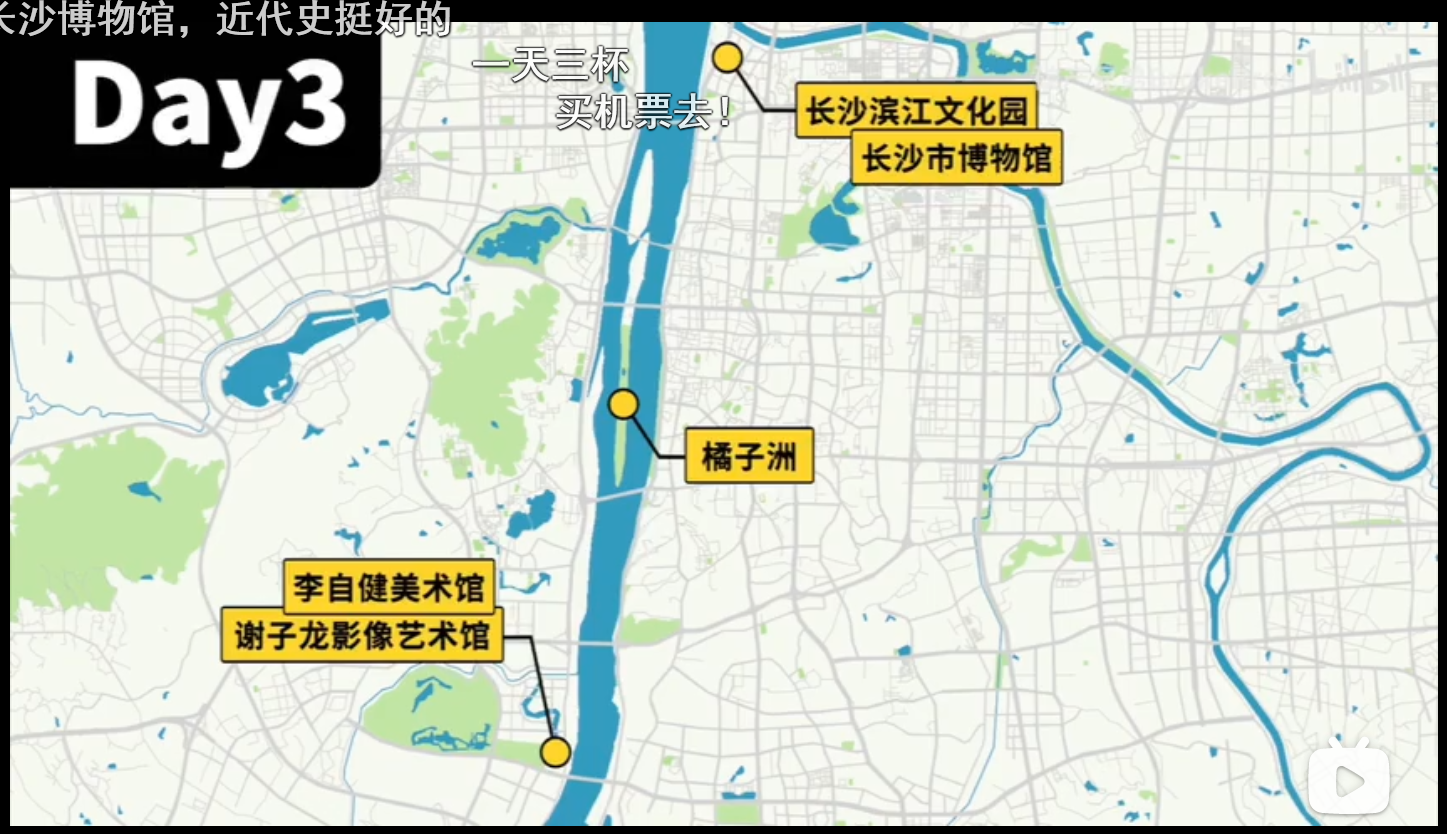 长沙博物馆，近代史挺好的
Day3
一天三杯
买机票去！
长沙滨江文化园
长沙市博物馆
橘子洲
李自健美术馆
谢子龙影像艺术馆